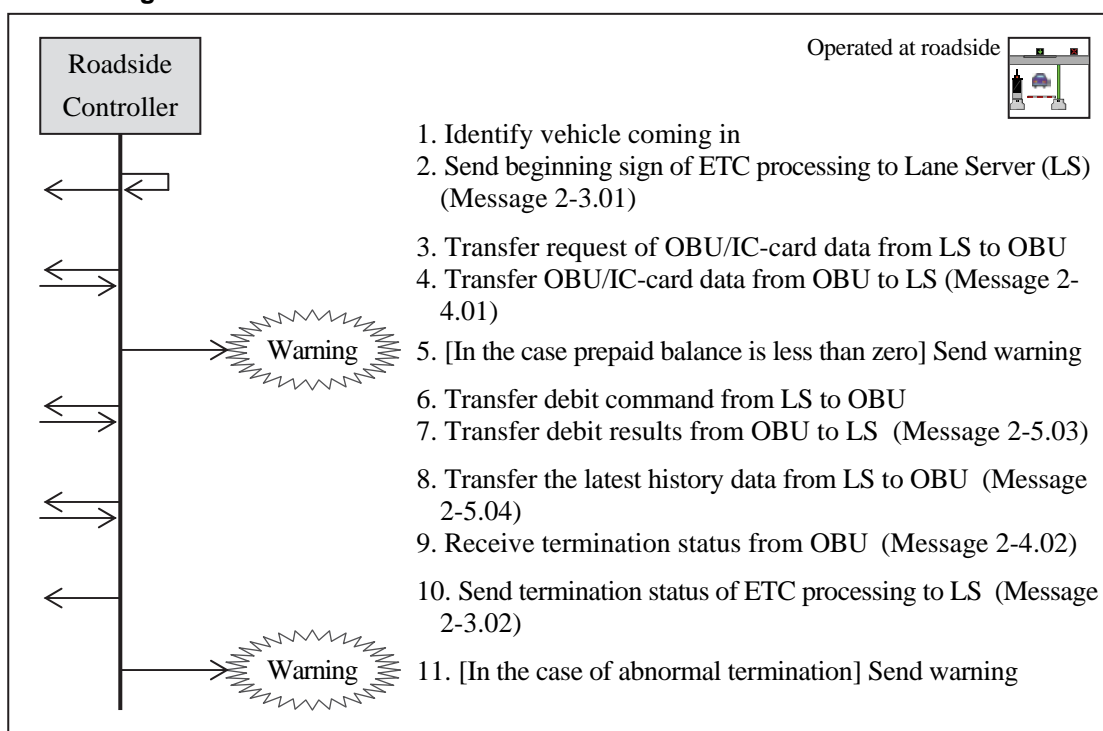 Operated at roadside
Roadside
Controller
1. Identify vehicle coming in
2. Send beginning sign of ETC processing to Lane Server (LS)
(Message 2-3.01)
3. Transfer request of OBU/IC-card data from LS to OBU
4. Transfer OBU/IC-card data from OBU to LS (Message 2-
4.01)
Warning
5. [In the case prepaid balance is less than zero] Send warning
6. Transfer debit command from LS to OBU
7. Transfer debit results from OBU to LS (Message 2-5.03)
8. Transfer the latest history data from LS to OBU (Message
2-5.04)
9. Receive termination status from OBU (Message 2-4.02)
10. Send termination status of ETC processing to LS (Message
2-3.02)
Warning
11. [In the case of abnormal termination] Send warning